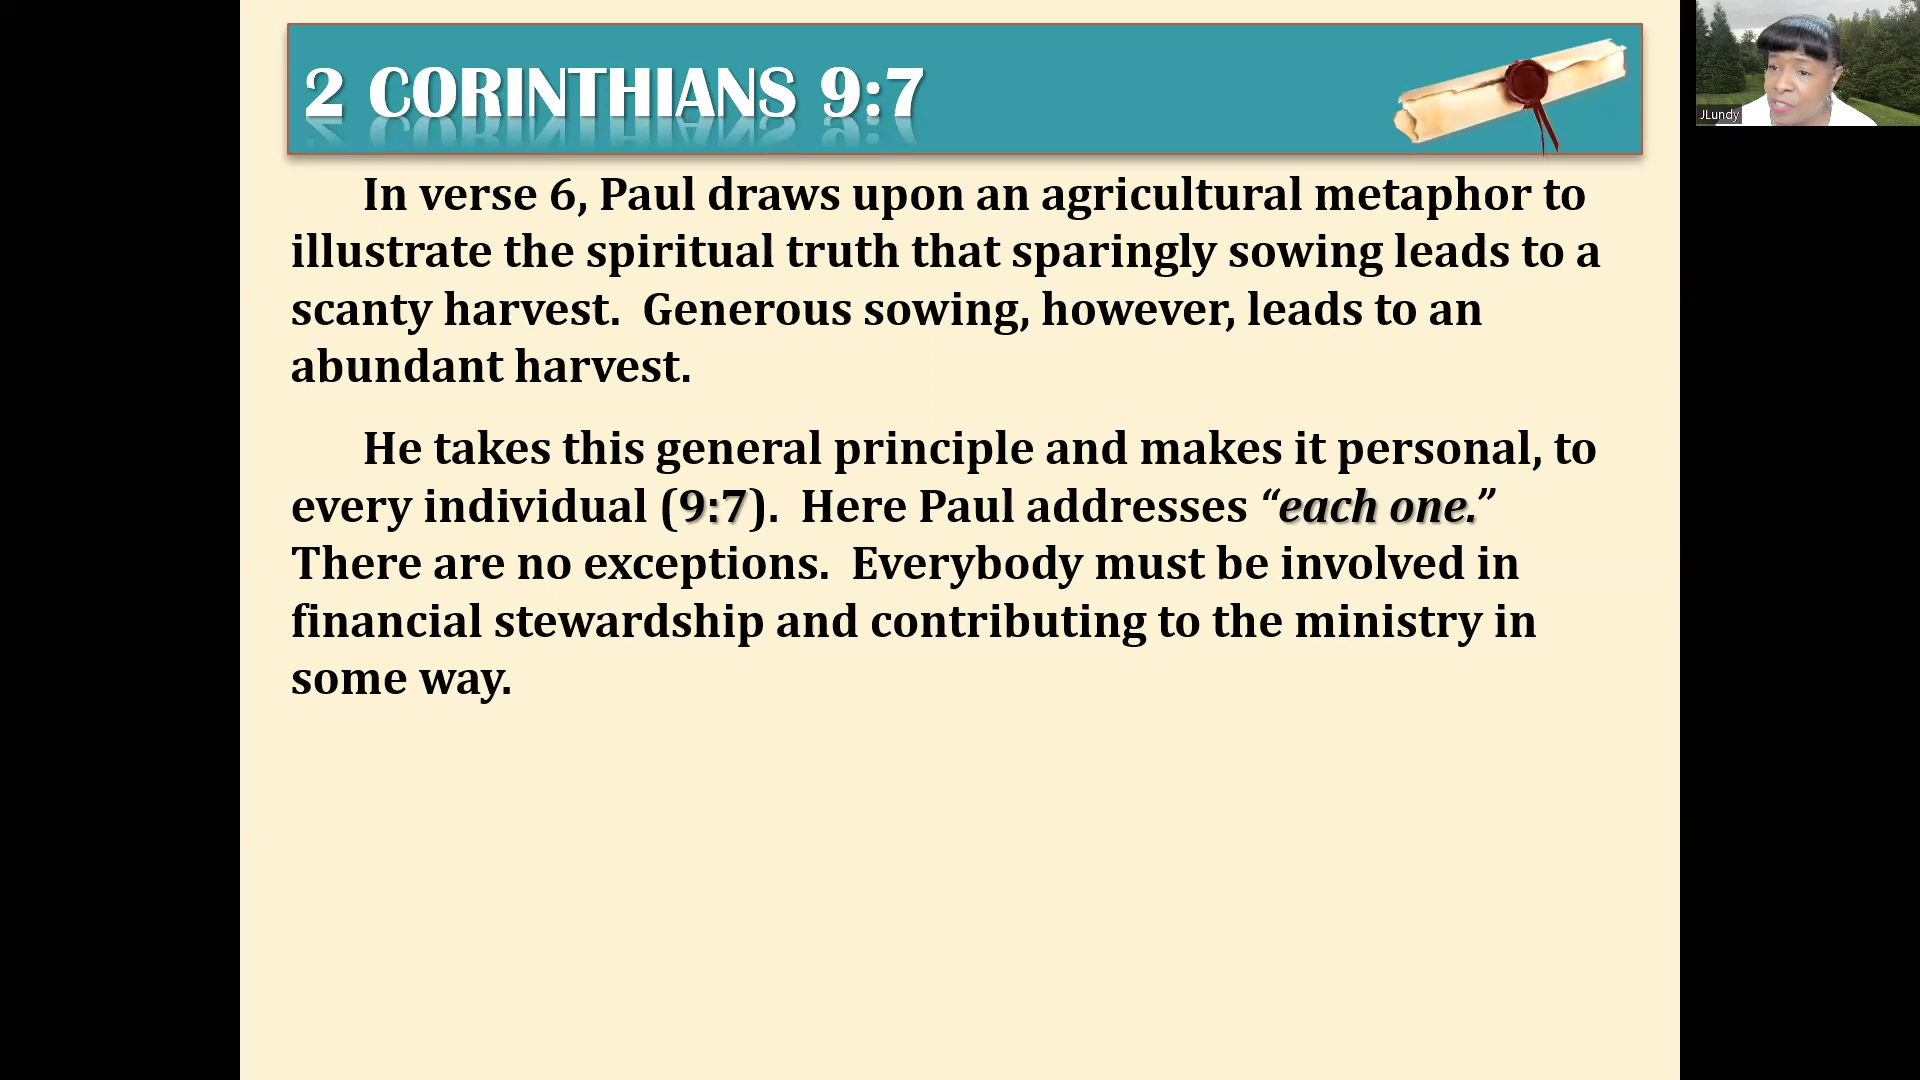 2 CORINTHIANS 9:7
JLundy
In verse 6, Paul draws upon an agricultural metaphor to
illustrate the spiritual truth that sparingly sowing leads to a
scanty harvest.  Generous sowing, however, leads to an
abundant harvest.
He takes this general principle and makes it personal, to
every individual (9:7).  Here Paul addresses “each one.”
There are no exceptions.  Everybody must be involved in
financial stewardship and contributing to the ministry in
some way.